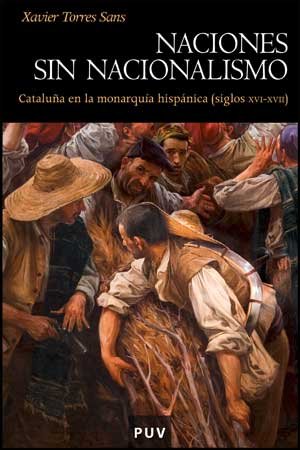 Xavier Torres Sans
NACIONES
SIN NACIONALISMO
Cataluña en la monarquía hispánica (siglos XVI-XVII)
PUV